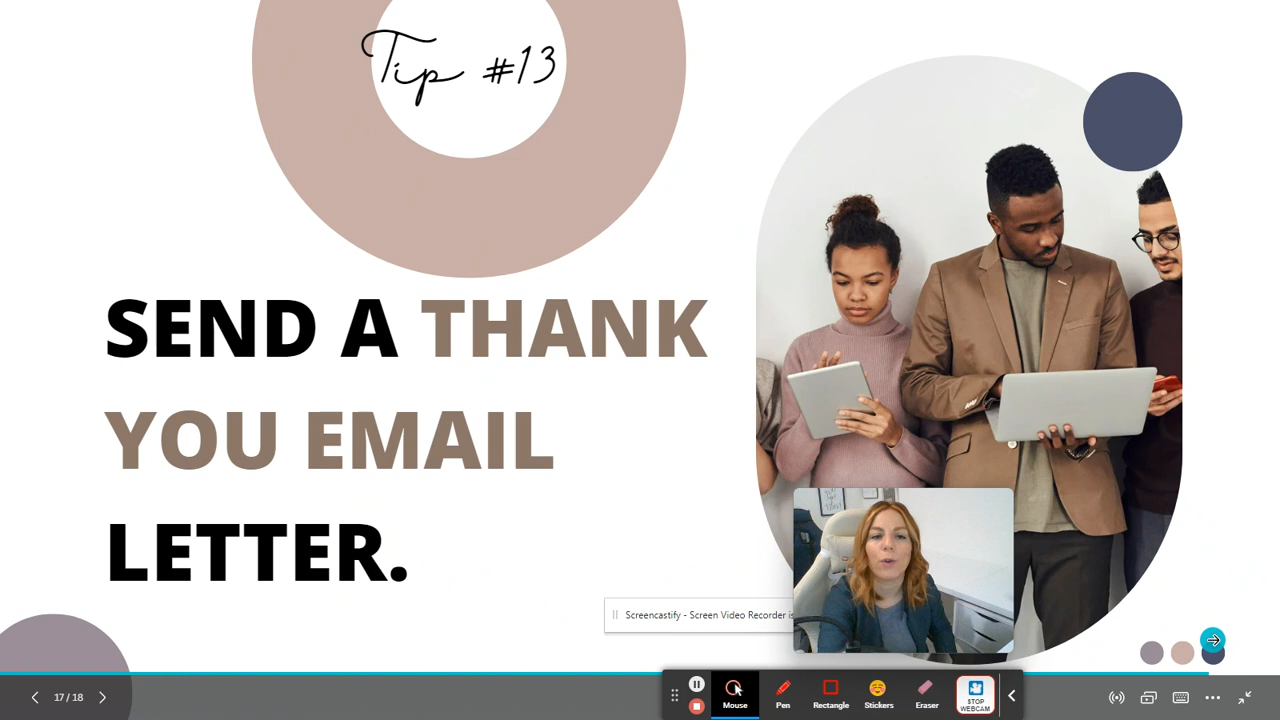 Tip #13
SEND A THANK
YOU EMAIL
LETTER.
Screencastify - Screen Video Recorder is
17 / 18
Mouse
Pen
Rectangle
Stickers
Eraser
STOP
WEBCAM